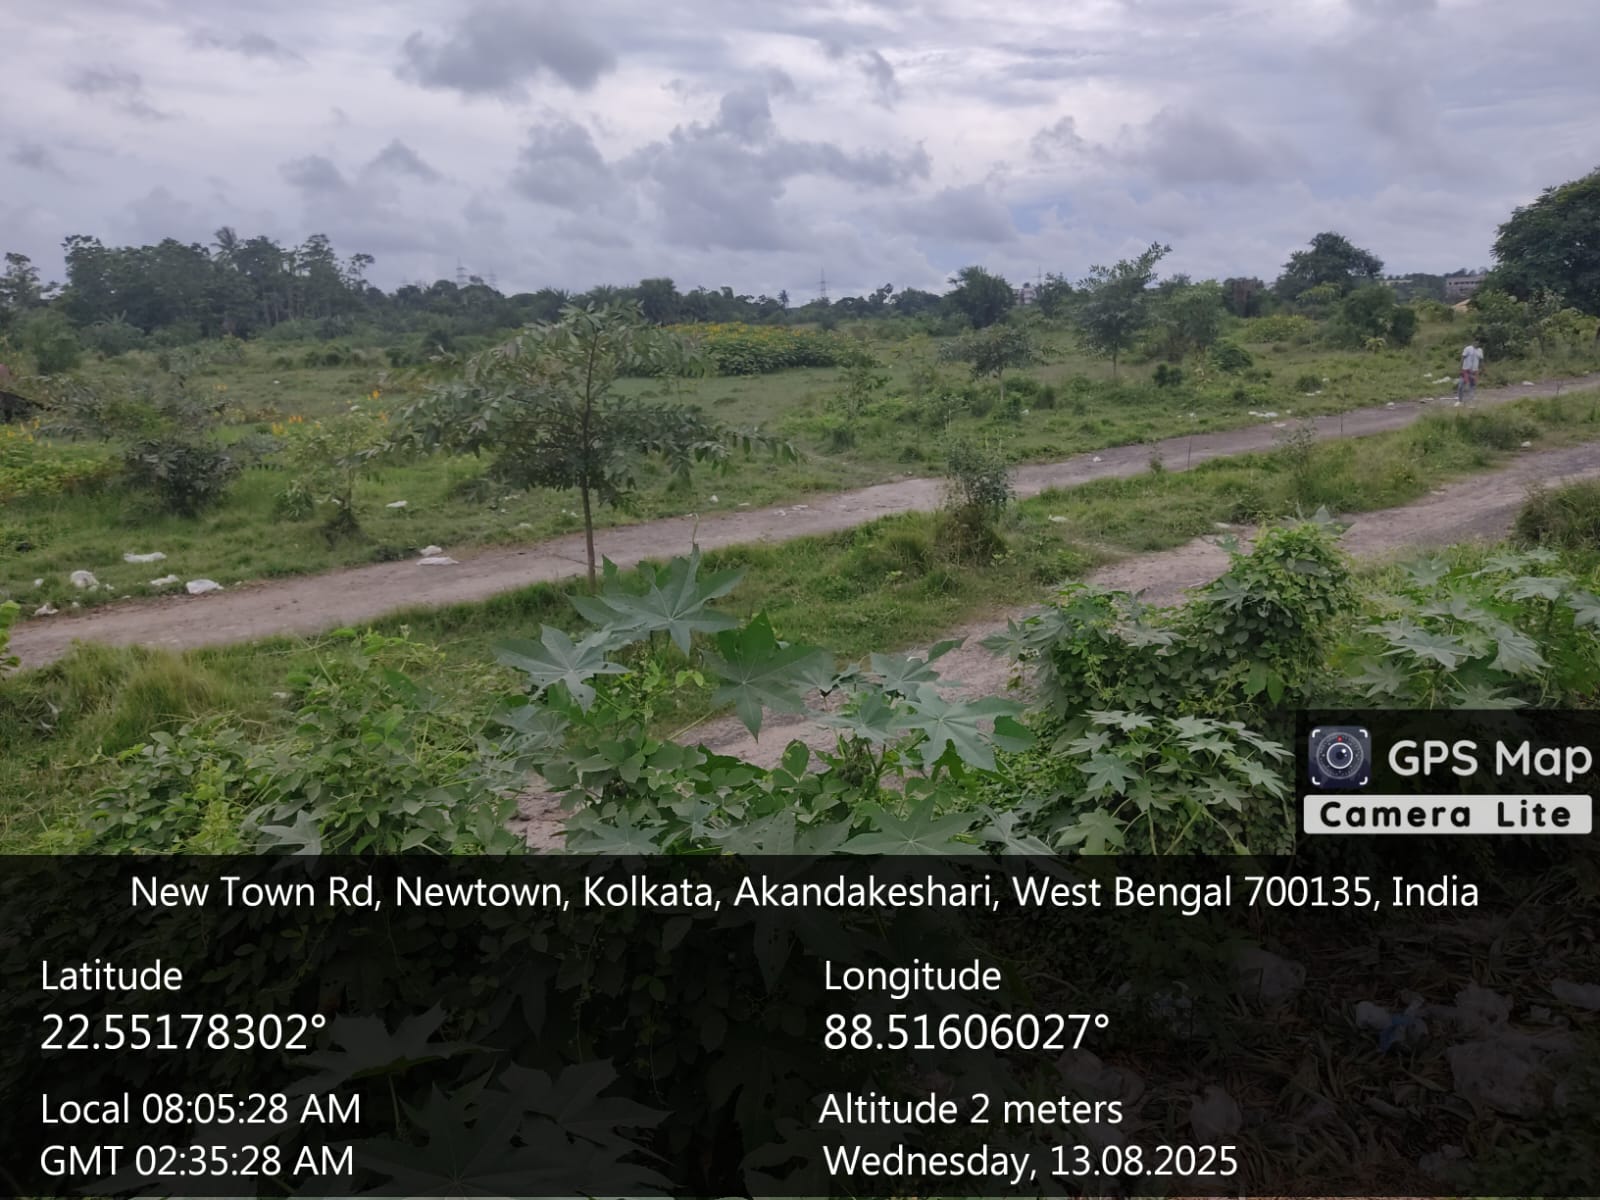 GPS Map
Camera Lite
New Town Rd, Newtown, Kolkata, Akandakeshari, West Bengal 700135, India
Latitude
22.55178302°
Longitude
88.51606027°
Local 08:05:28 AM
GMT 02:35:28 AM
Altitude 2 meters
Wednesday, 13.08.2025